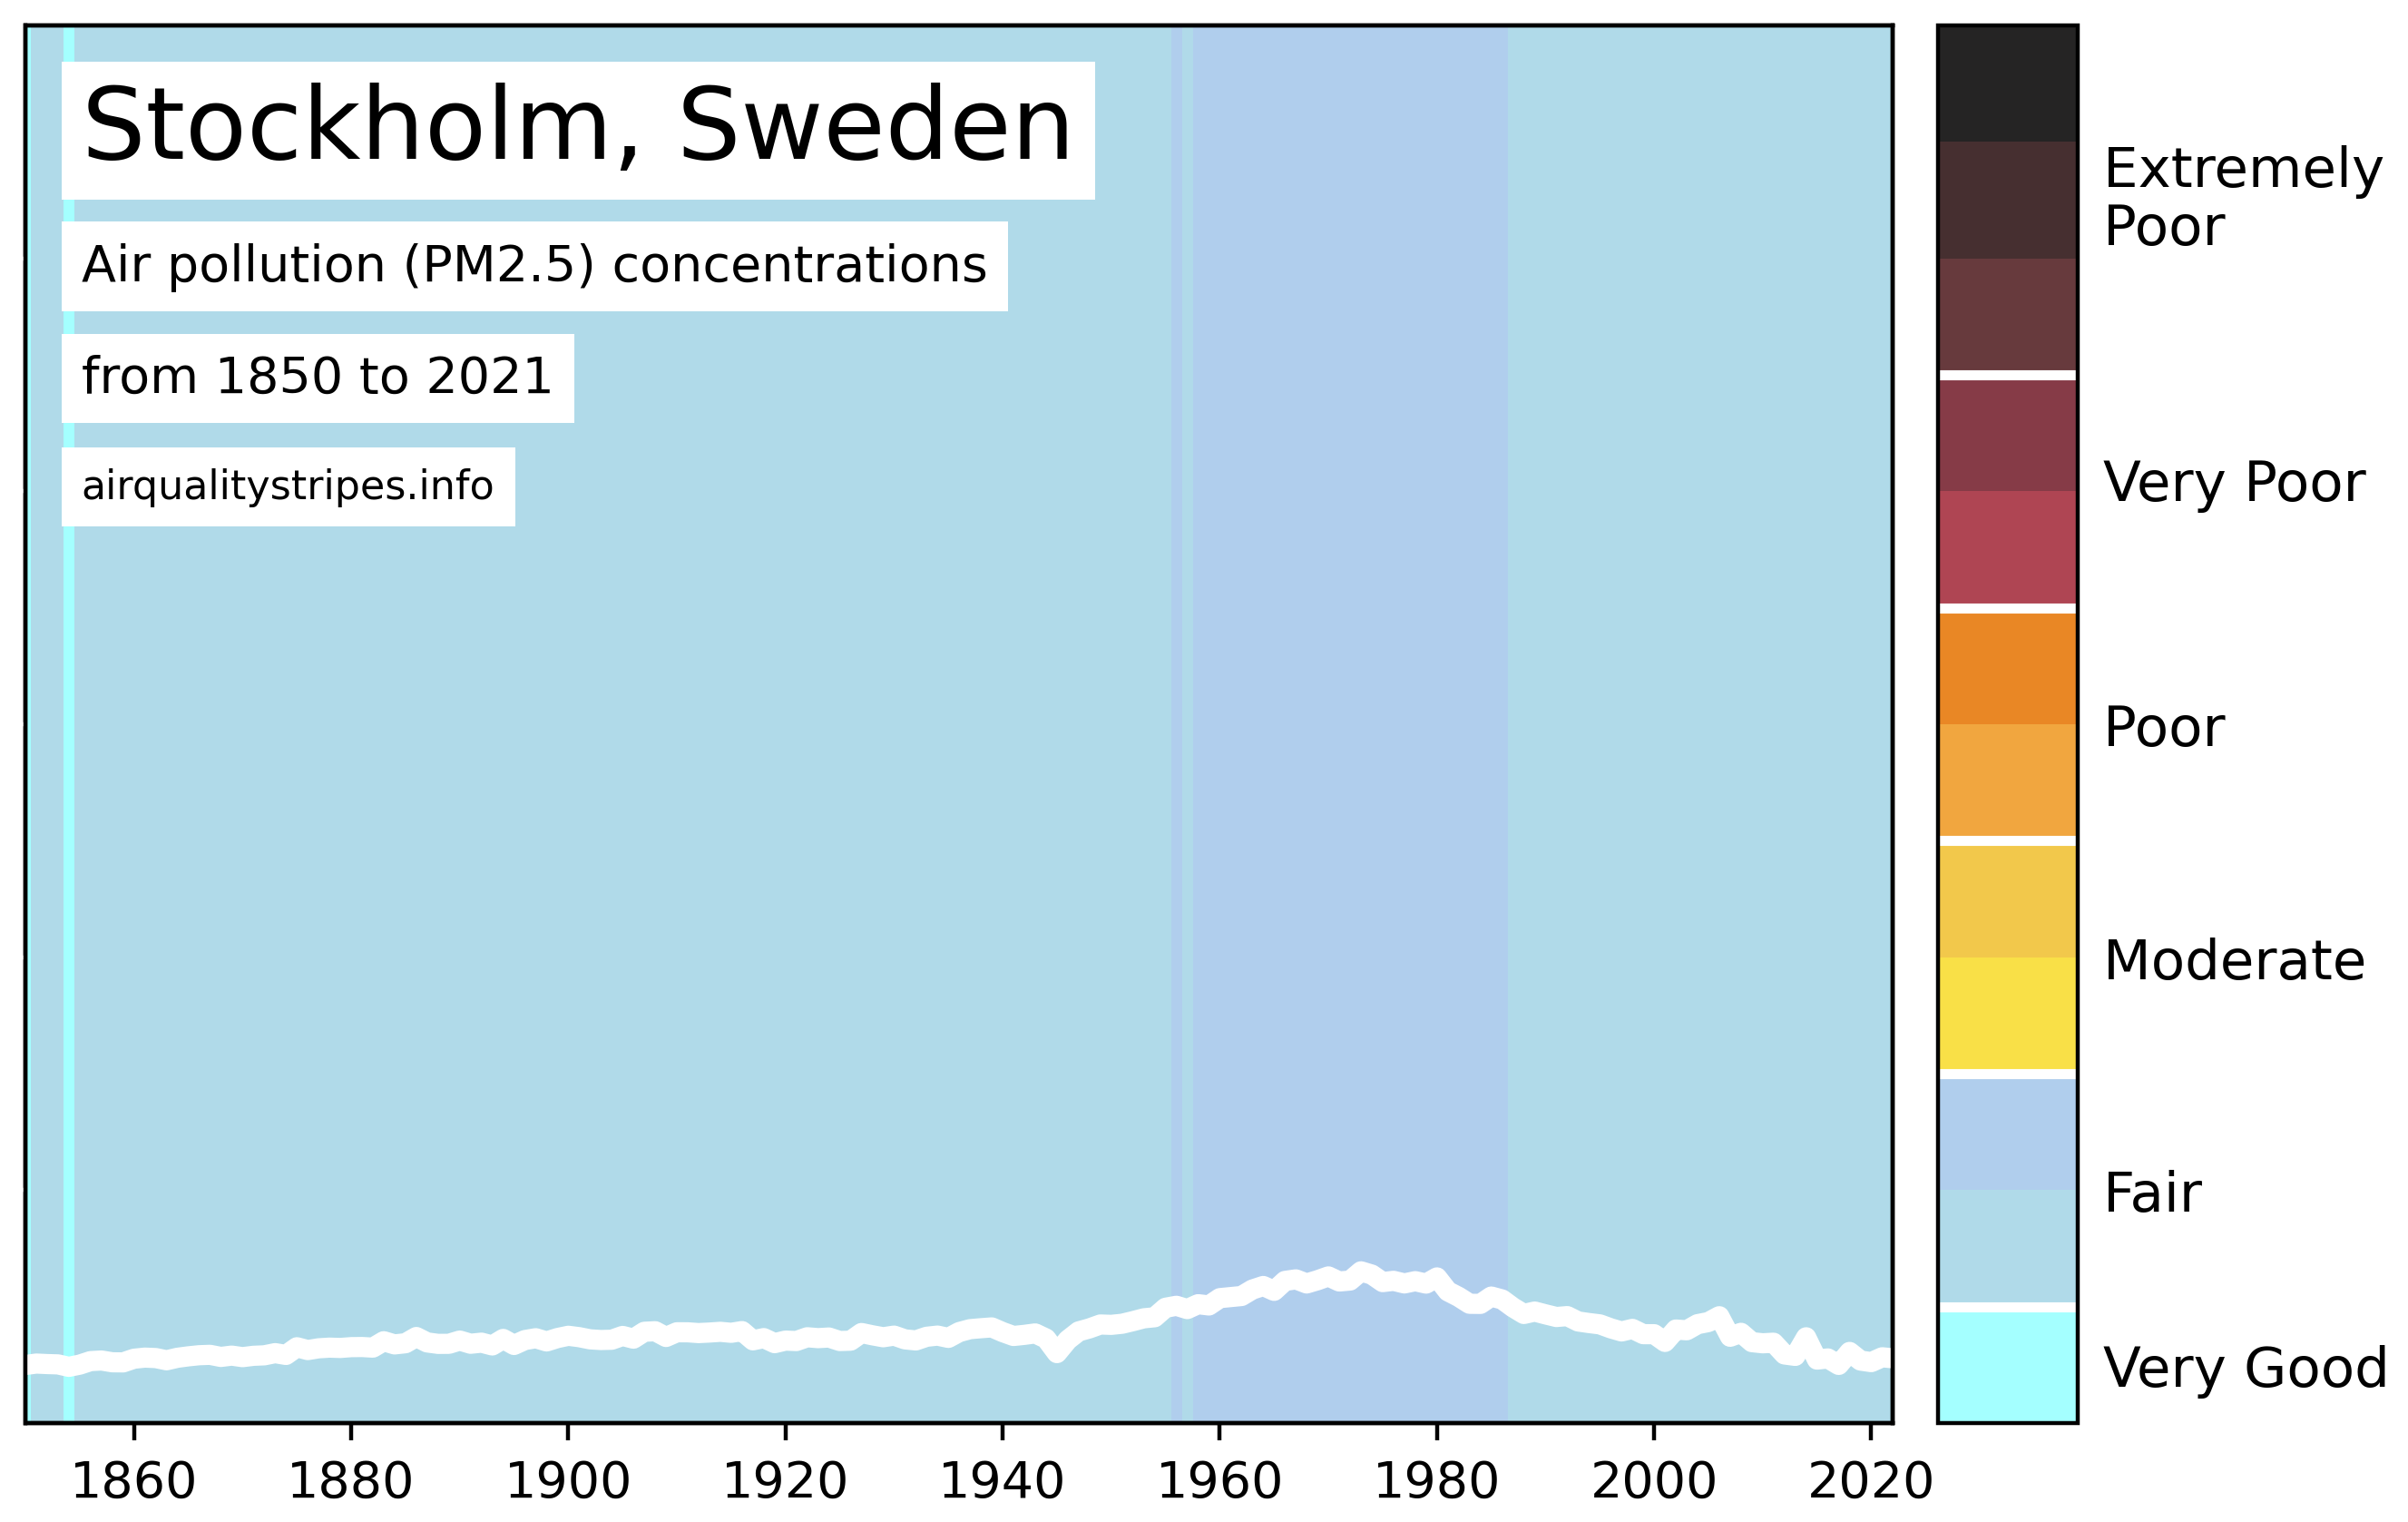 Stockholm, Sweden
Air pollution (PM2.5) concentrations
from 1850 to 2021
airqualitystripes.info
Extremely
Poor
Very Poor
Poor
Moderate
Fair
Very Good
1860 1880 1900 1920 1940 1960 1980 2000 2020